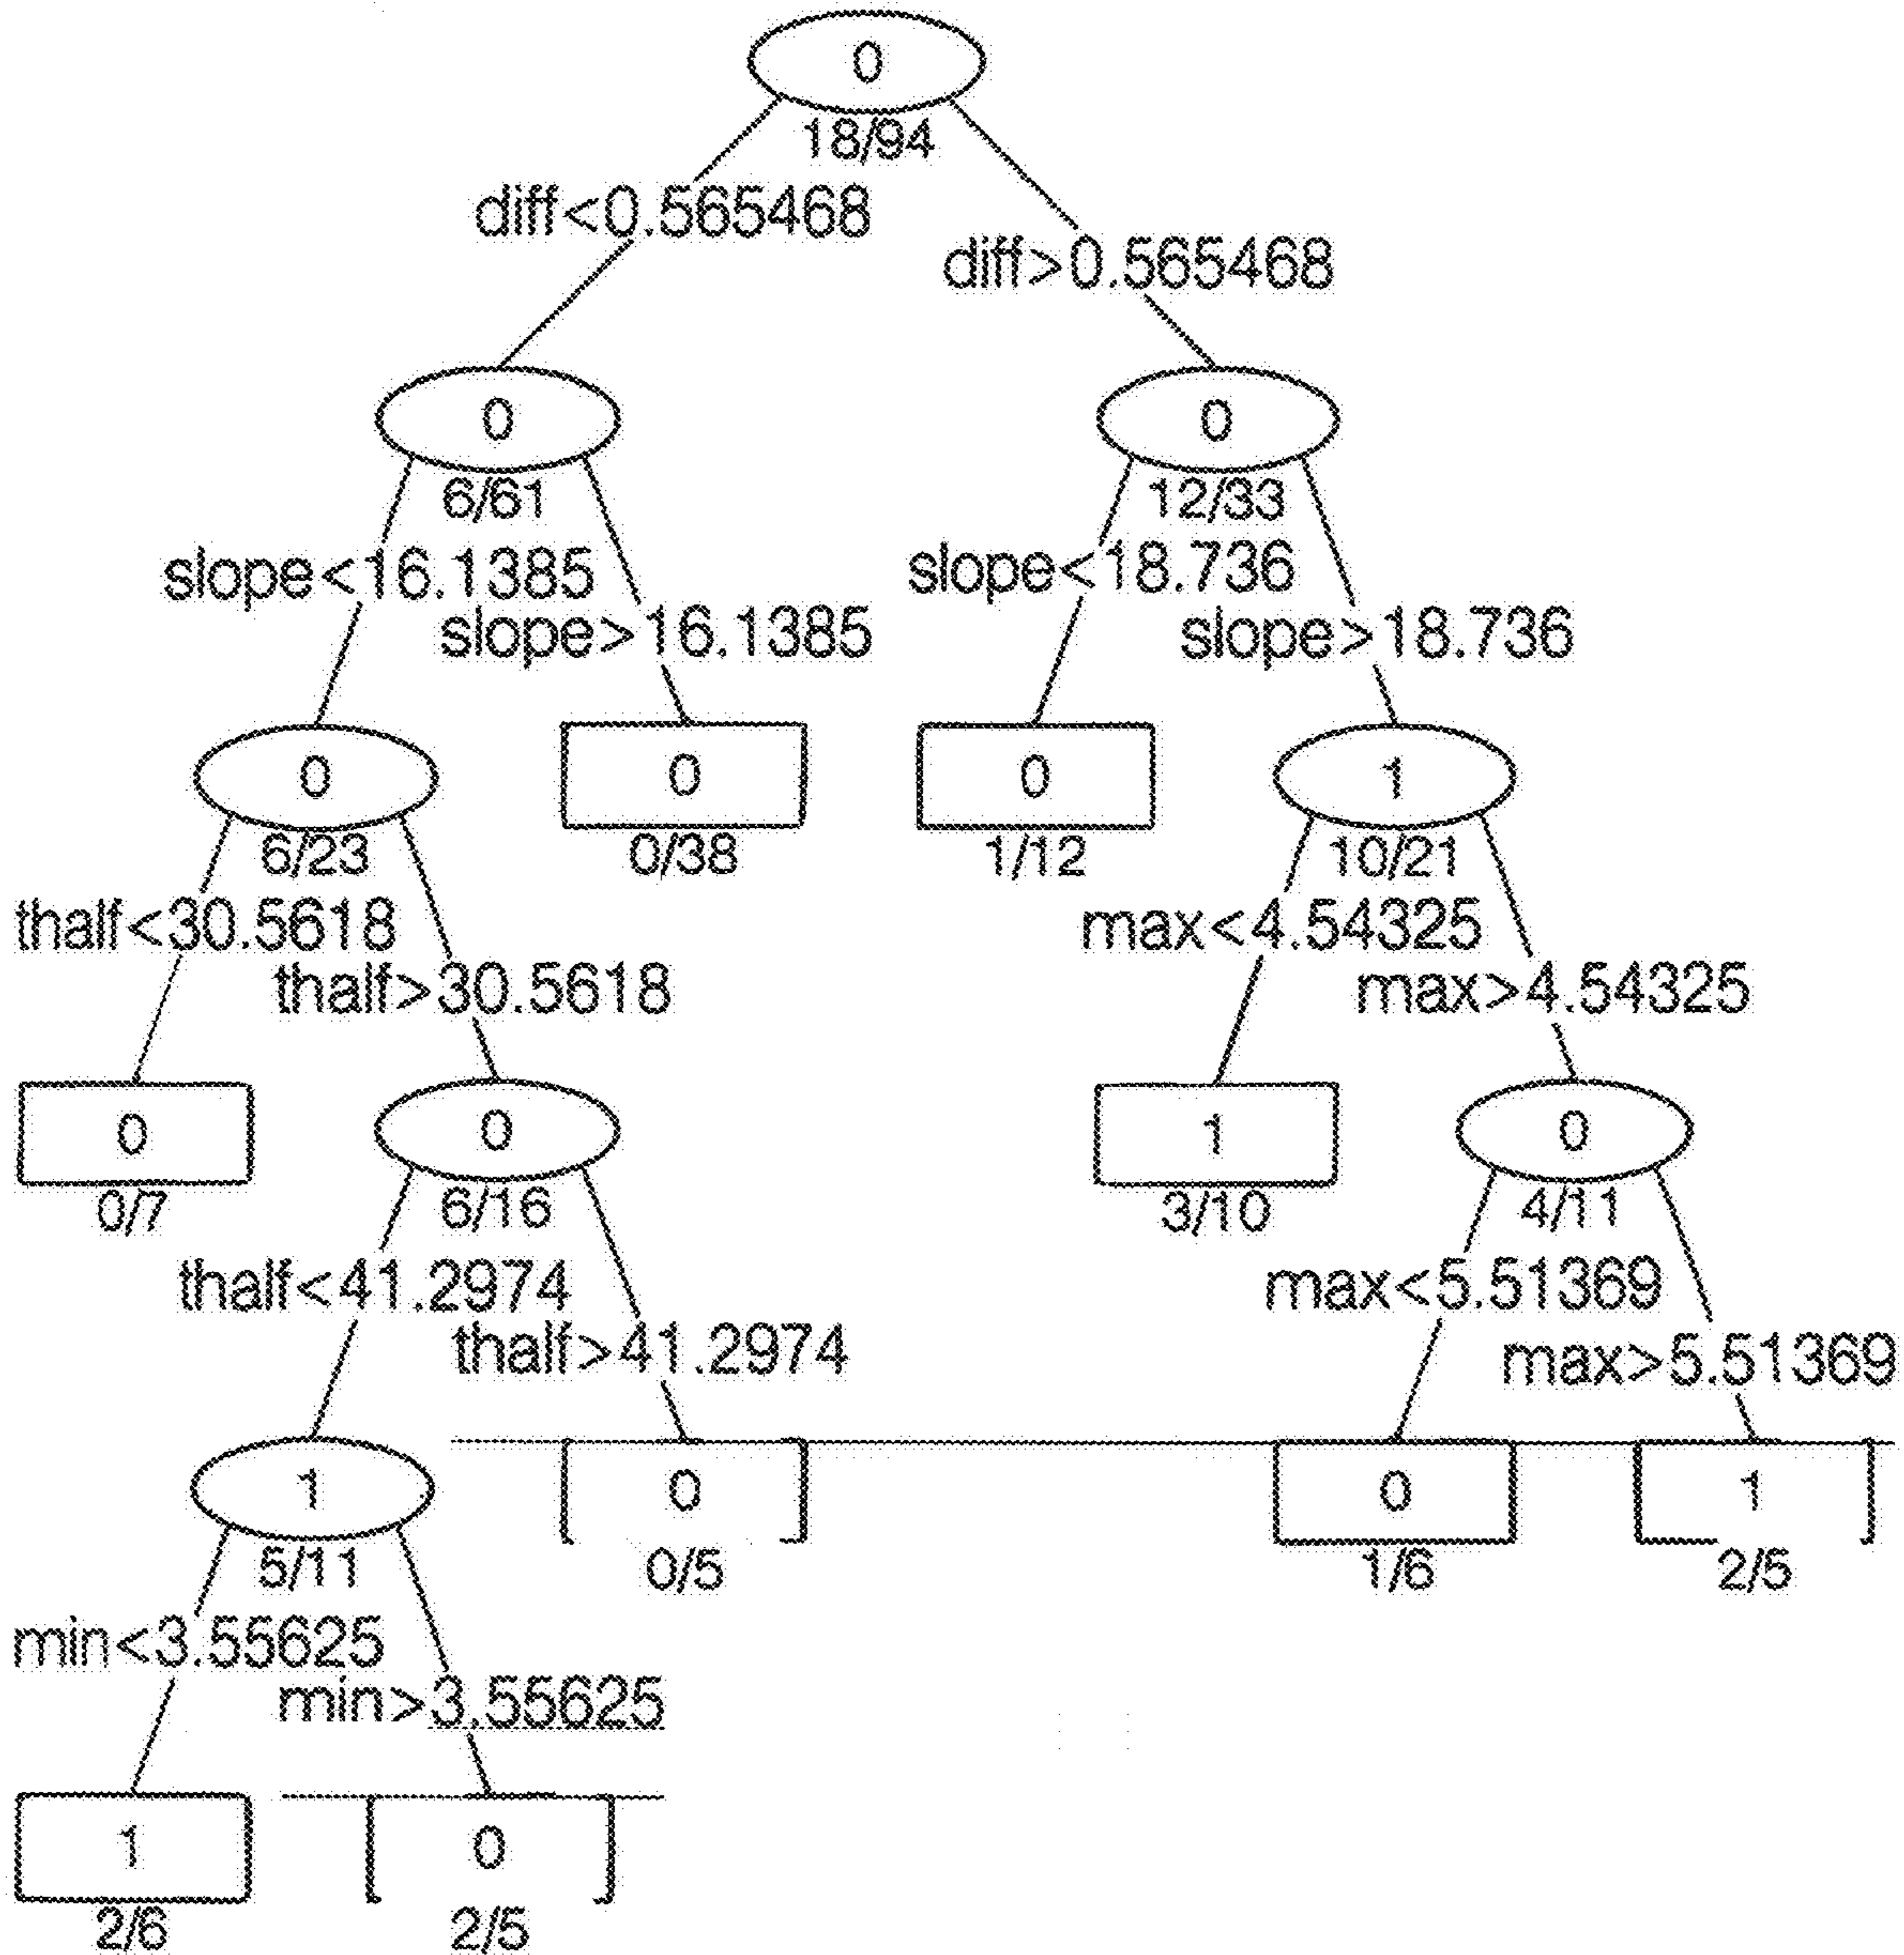 0
18/94
diff<0.565468
diff>0.565468
0
6/61
0
12/33
slope<16.1385
slope>16.1385
slope<18.736
slope>18.736
0
6/23
0
0/38
0
1/12
1
10/21
thalf<30.5618
thalf>30.5618
max<4.54325
max>4.54325
0
0/7
0
6/16
1
3/10
0
4/11
thalf<41.2974
thalf>41.2974
max<5.51369
max>5.51369
1
5/11
0
0/5
0
1/6
1
2/5
min<3.55625
min>3.55625
1
2/6
0
2/5